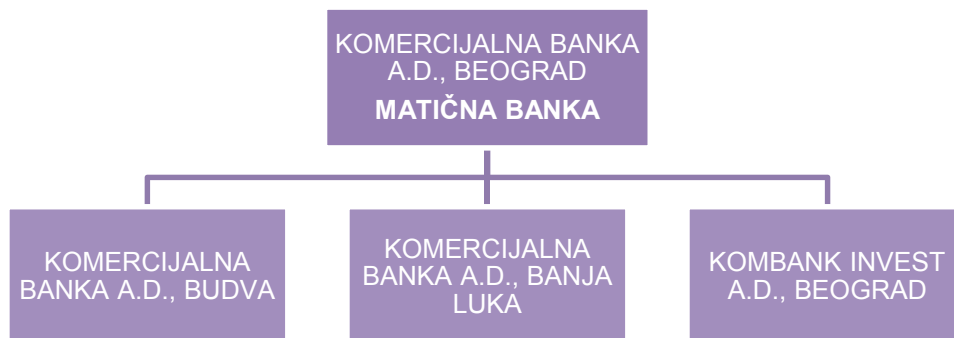 KOMERCIJALNA BANKA
A.D., BEOGRAD
MATIČNA BANKA
KOMERCIJALNA
BANKA A.D., BUDVA
KOMERCIJALNA
BANKA A.D., BANJA
LUKA
KOMBANK INVEST
A.D., BEOGRAD